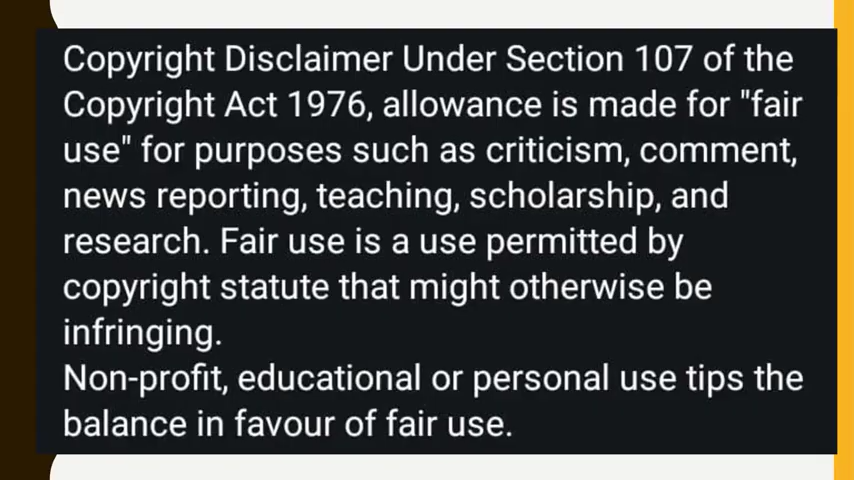 Copyright Disclaimer Under Section 107 of the
Copyright Act 1976, allowance is made for "fair
use" for purposes such as criticism, comment,
news reporting, teaching, scholarship, and
research. Fair use is a use permitted by
copyright statute that might otherwise be
infringing.
Non-profit, educational or personal use tips the
balance in favour of fair use.